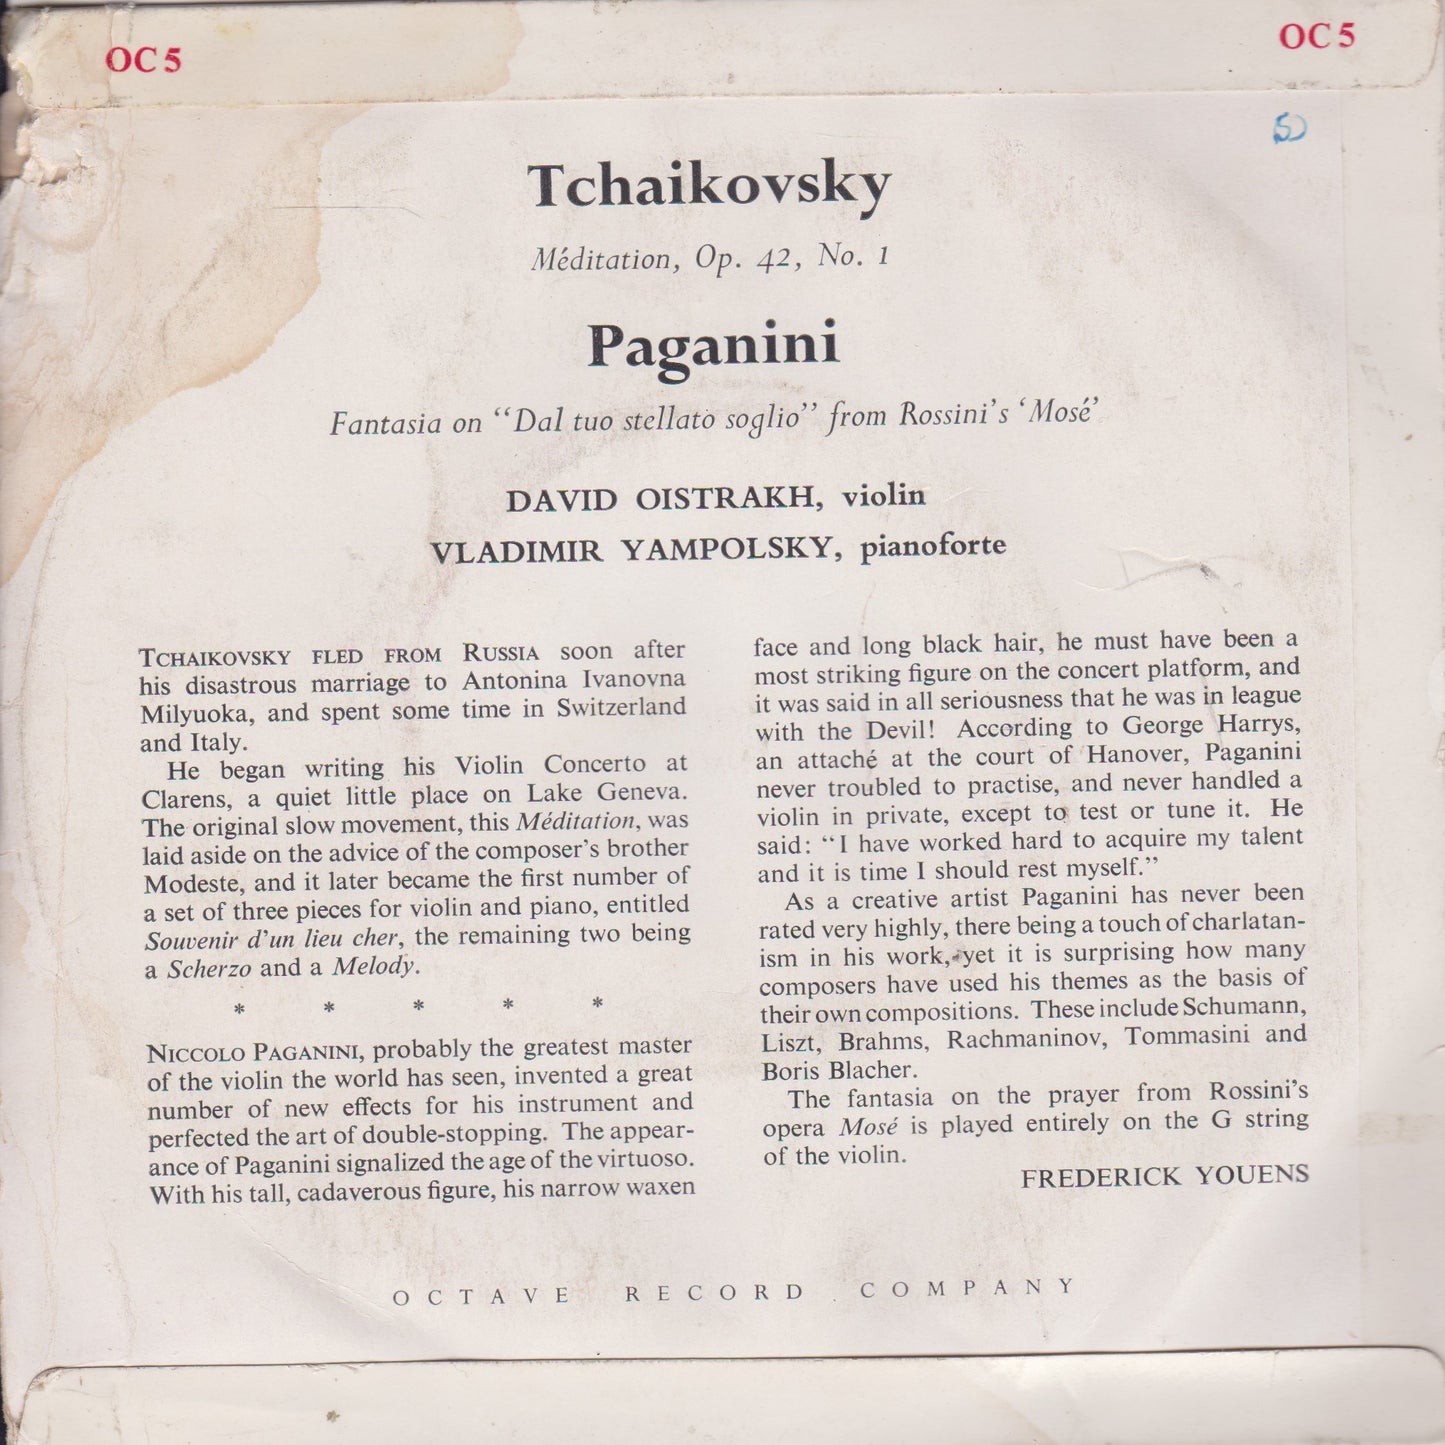 OC 5
OC 5
5
Tchaikovsky
Méditation, Op. 42, No. 1
Paganini
Fantasia on “Dal tuo stellato soglio” from Rossini’s ‘Mosé’
DAVID OISTRAKH, violin
VLADIMIR YAMPOLSKY, pianoforte
TCHAIKOVSKY FLED FROM RUSSIA soon after
his disastrous marriage to Antonina Ivanovna
Milyuoka, and spent some time in Switzerland
and Italy.
He began writing his Violin Concerto at
Clarens, a quiet little place on Lake Geneva.
The original slow movement, this Méditation, was
laid aside on the advice of the composer’s brother
Modeste, and it later became the first number of
a set of three pieces for violin and piano, entitled
Souvenir d’un lieu cher, the remaining two being
a Scherzo and a Melody.
* * * * *
NICCOLO PAGANINI, probably the greatest master
of the violin the world has seen, invented a great
number of new effects for his instrument and
perfected the art of double-stopping. The appear-
ance of Paganini signalized the age of the virtuoso.
With his tall, cadaverous figure, his narrow waxen
face and long black hair, he must have been a
most striking figure on the concert platform, and
it was said in all seriousness that he was in league
with the Devil! According to George Harrys,
an attaché at the court of Hanover, Paganini
never troubled to practise, and never handled a
violin in private, except to test or tune it. He
said: “I have worked hard to acquire my talent
and it is time I should rest myself.”
As a creative artist Paganini has never been
rated very highly, there being a touch of charlatan-
ism in his work, yet it is surprising how many
composers have used his themes as the basis of
their own compositions. These include Schumann,
Liszt, Brahms, Rachmaninov, Tommasini and
Boris Blacher.
The fantasia on the prayer from Rossini’s
opera Mosé is played entirely on the G string
of the violin.
FREDERICK YOUENS
OCTAVE RECORD COMPANY